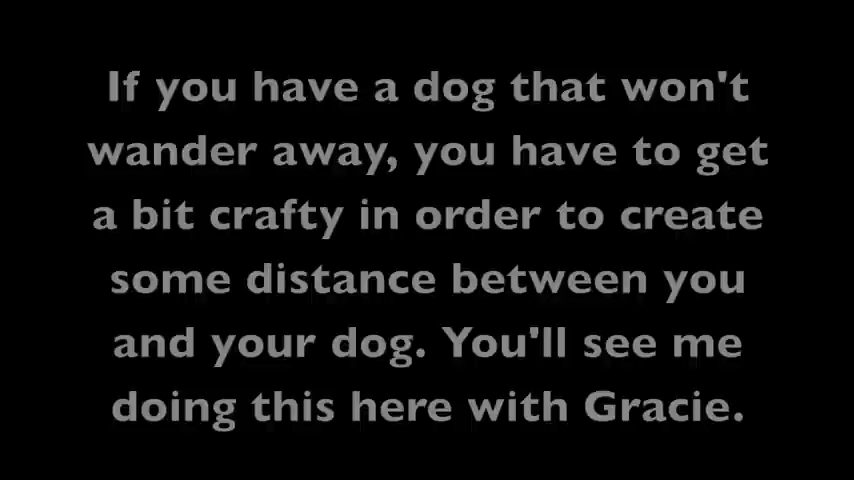 If you have a dog that won't
wander away, you have to get
a bit crafty in order to create
some distance between you
and your dog. You'll see me
doing this here with Gracie.